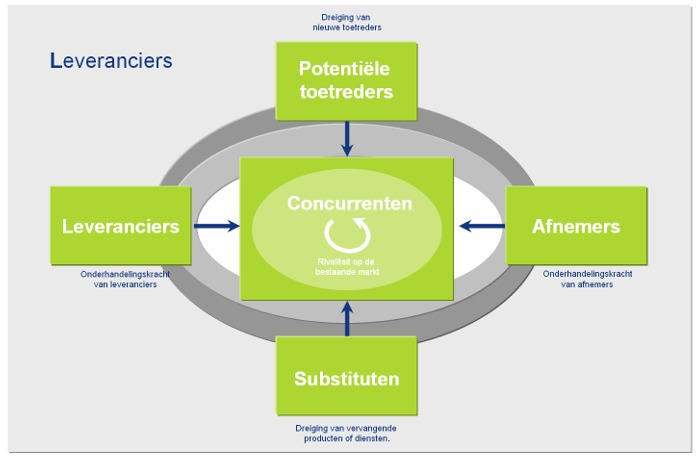 Dreiging van
nieuwe toetreders
Leveranciers
Potentiële
toetreders
Concurrenten
Rivaliteit op de
bestaande markt
Leveranciers
Onderhandelingskracht
van leveranciers
Afnemers
Onderhandelingskracht
van afnemers
Substituten
Dreiging van vervangende
producten of diensten.